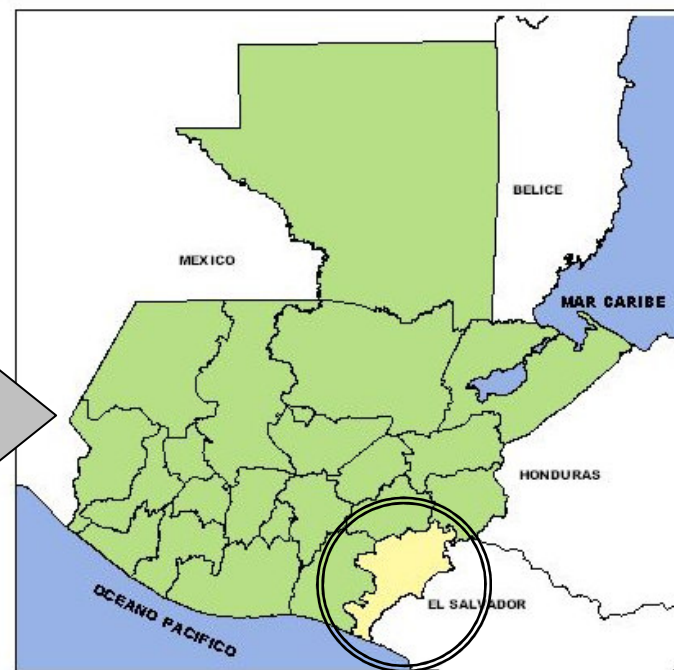 BELICE
MEXICO
MAR CARIBE
HONDURAS
EL SALVADOR
OCEANO PACIFICO